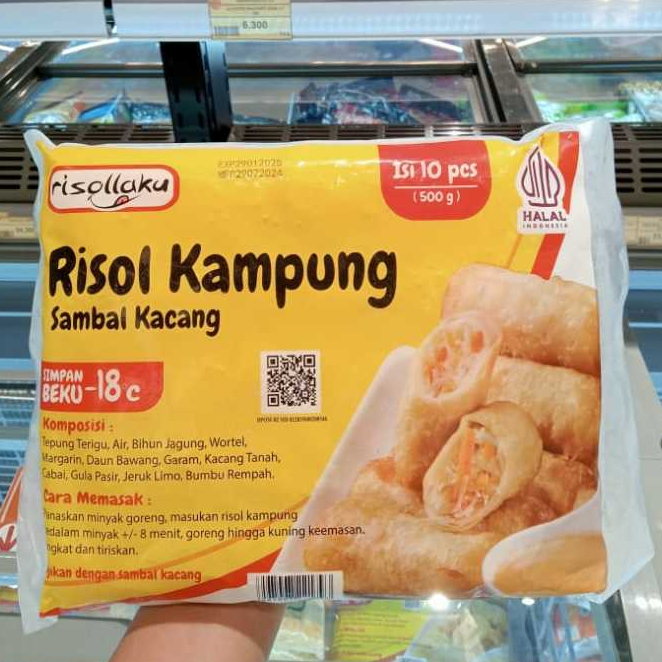 6.300
risollaku
EXP29012025
MFP29072024
Isi 10 pcs
(500 g)
HALAL
INDONESIA
Risol Kampung
Sambal Kacang
SIMPAN
BEKU -18°C
Komposisi :
Tepung Terigu, Air, Bihun Jagung, Wortel,
Margarin, Daun Bawang, Garam, Kacang Tanah,
Cabai, Gula Pasir, Jeruk Limo, Bumbu Rempah.
Cara Memasak :
Panaskan minyak goreng, masukan risol kampung
kedalam minyak +/- 8 menit, goreng hingga kuning keemasan.
ngkat dan tiriskan.
dengan sambal kacang